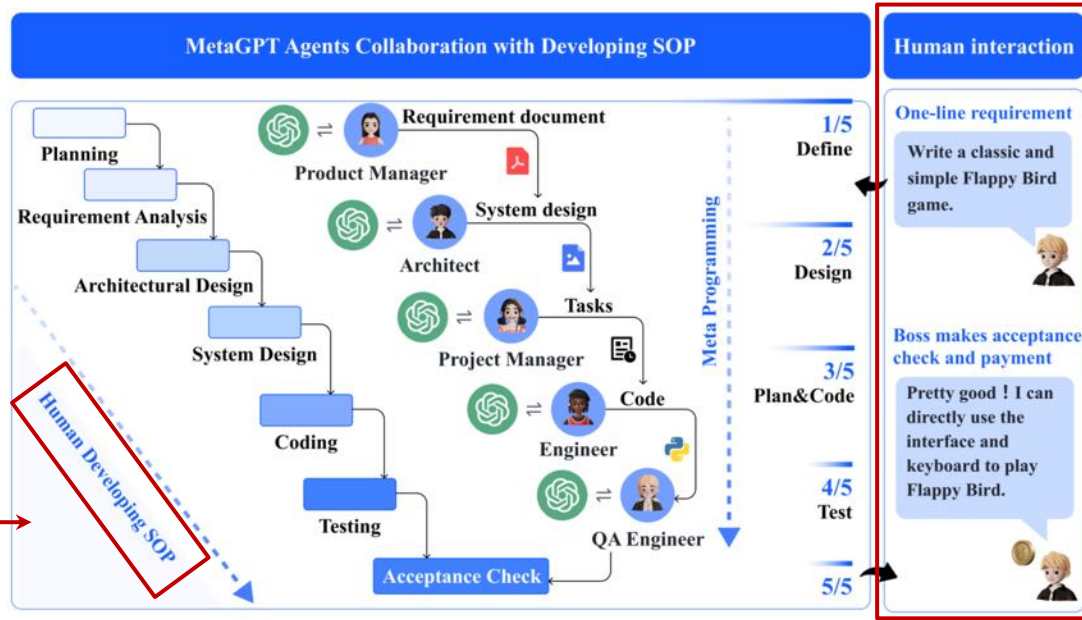 MetaGPT Agents Collaboration with Developing SOP
Human interaction
Planning
Requirement Analysis
Architectural Design
System Design
Coding
Testing
Human Developing SOP
Requirement document
Product Manager
System design
Architect
Tasks
Project Manager
Code
Engineer
QA Engineer
Acceptance Check
Meta Programming
1/5
Define
2/5
Design
3/5
Plan&Code
4/5
Test
5/5
One-line requirement
Write a classic and
simple Flappy Bird
game.
Boss makes acceptance
check and payment
Pretty good ! I can
directly use the
interface and
keyboard to play
Flappy Bird.